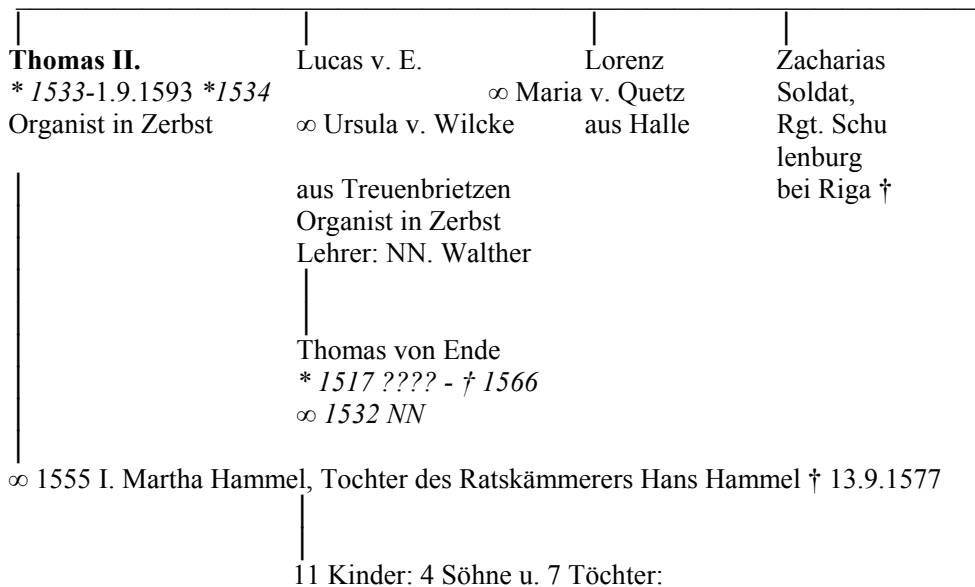 Thomas II. Lucas v. E. Lorenz Zacharias
* 1533-1.9.1593 *1534 ∞ Maria v. Quetz Soldat,
Organist in Zerbst ∞ Ursula v. Wilcke aus Halle Rgt. Schu
lenburg
aus Treuenbrietzen bei Riga †
Organist in Zerbst
Lehrer: NN. Walther
Thomas von Ende
* 1517 ???? - † 1566
∞ 1532 NN
∞ 1555 I. Martha Hammel, Tochter des Ratskämmerers Hans Hammel † 13.9.1577
11 Kinder: 4 Söhne u. 7 Töchter: